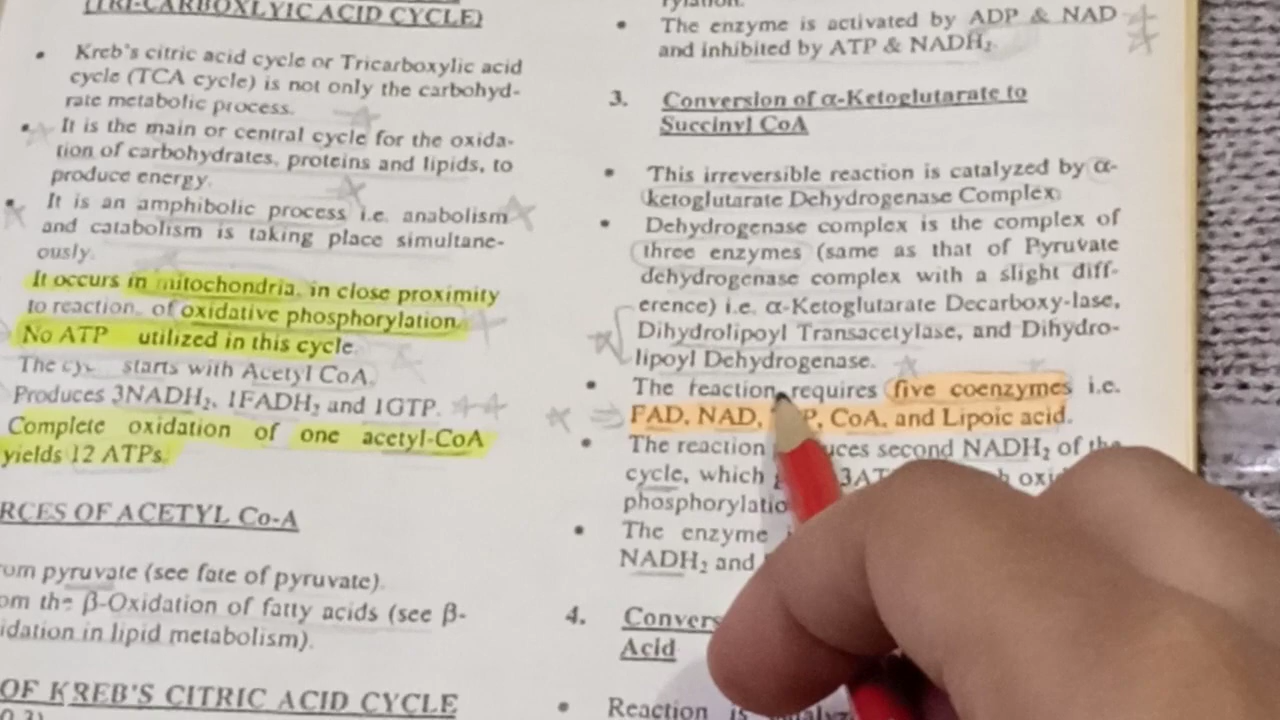 (TRI-CARBOXLYIC ACID CYCLE)
• Kreb's citric acid cycle or Tricarboxylic acid
cycle (TCA cycle) is not only the carbohyd-
rate metabolic process.
• It is the main or central cycle for the oxida-
tion of carbohydrates, proteins and lipids, to
produce energy.
• It is an amphibolic process i.e. anabolism
and catabolism is taking place simultane-
ously.
It occurs in mitochondria, in close proximity
to reaction of oxidative phosphorylation.
No ATP utilized in this cycle.
The starts with Acetyl CoA.
Produces 3NADH₂, 1FADH₂ and 1GTP.
Complete oxidation of one acetyl-CoA
yields 12 ATPs.
RCES OF ACETYL Co-A
om pyruvate (see fate of pyruvate).
om the β-Oxidation of fatty acids (see β-
idation in lipid metabolism).
OF KREB'S CITRIC ACID CYCLE
• The enzyme is activated by ADP & NAD
and inhibited by ATP & NADH₂.
3. Conversion of α-Ketoglutarate to
Succinyl CoA
• This irreversible reaction is catalyzed by α-
ketoglutarate Dehydrogenase Complex.
• Dehydrogenase complex is the complex of
three enzymes (same as that of Pyruvate
dehydrogenase complex with a slight diff-
erence) i.e. α-Ketoglutarate Decarboxy-lase,
Dihydrolipoyl Transacetylase, and Dihydro-
lipoyl Dehydrogenase.
• The reaction requires five coenzymes i.e.
FAD, NAD, P, CoA, and Lipoic acid.
• The reaction uces second NADH₂ of the
cycle, which 3AT oxi
phosphorylatio
• The enzyme
NADH₂ and
4. Convers
Acid
• Reaction is